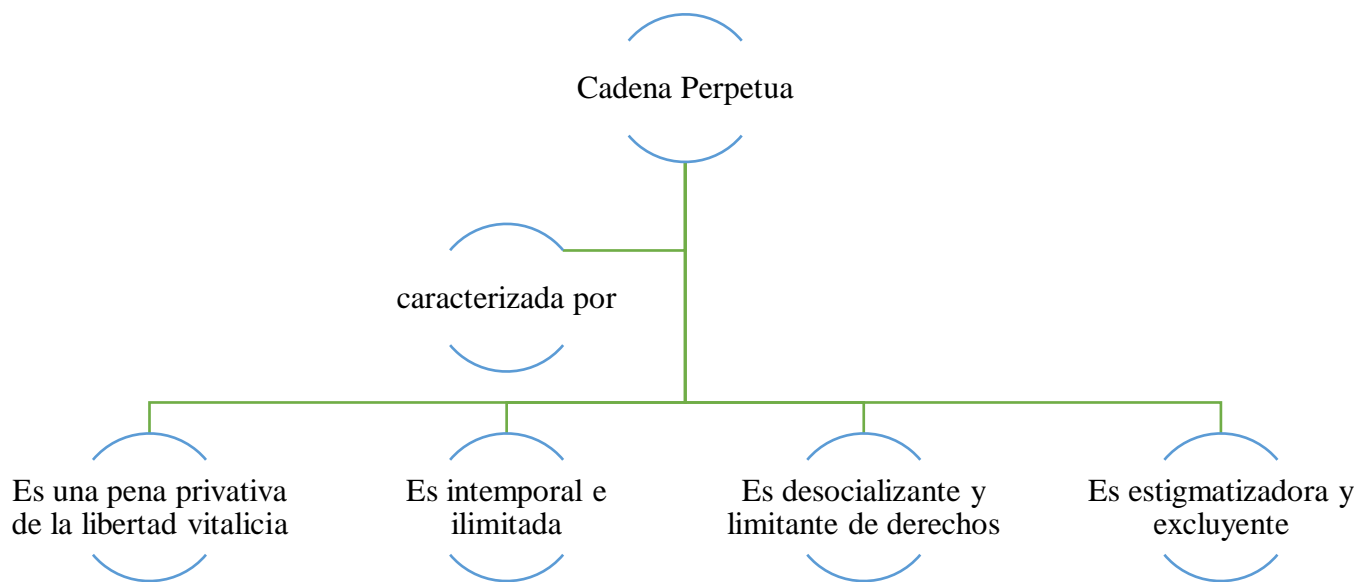 Cadena Perpetua
caracterizada por
Es una pena privativa
de la libertad vitalicia
Es intemporal e
ilimitada
Es desocializante y
limitante de derechos
Es estigmatizadora y
excluyente